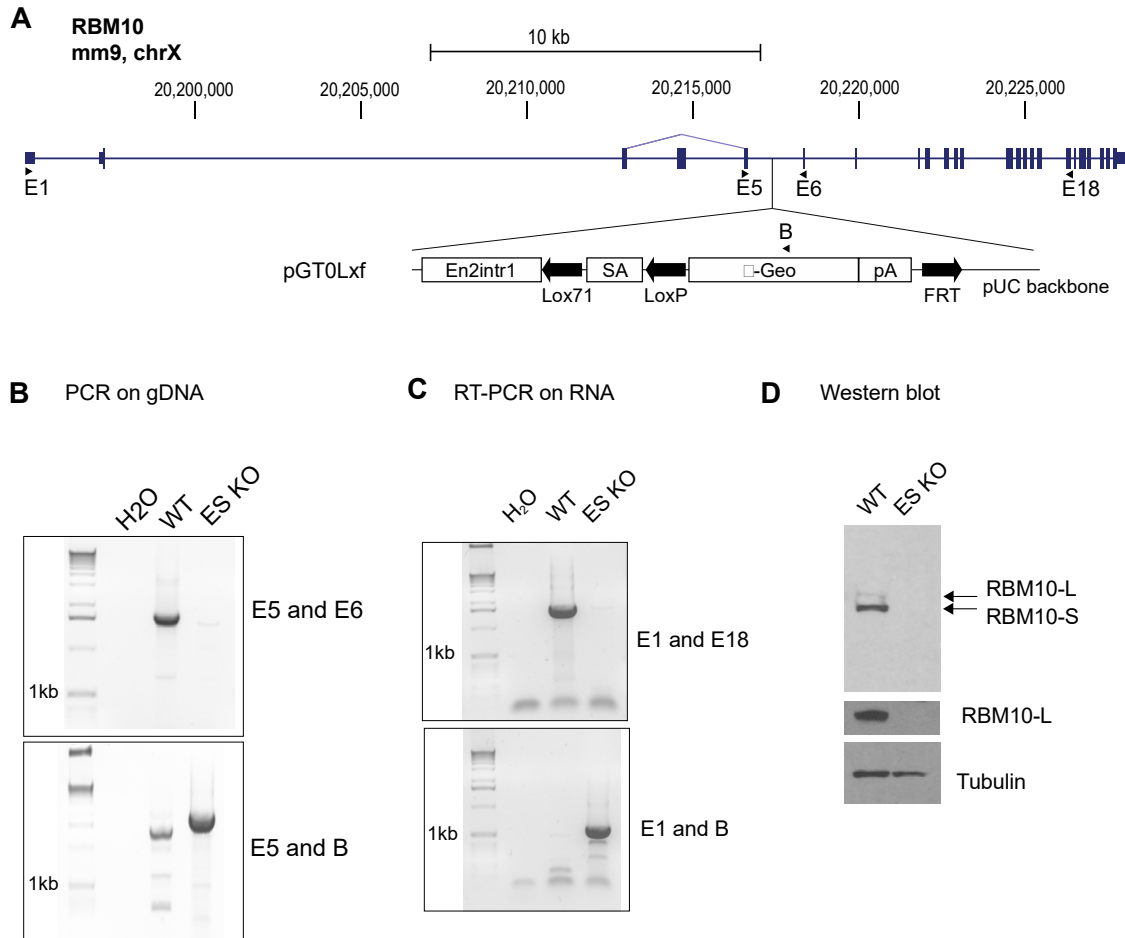 A
RBM10
mm9, chrX
10 kb
20,200,000 20,205,000 20,210,000 20,215,000 20,220,000 20,225,000
E1 E5 E6 E18
B
pGT0Lxf En2intr1 SA □-Geo pA
Lox71 LoxP FRT pUC backbone
B PCR on gDNA
H2O WT ES KO
E5 and E6
1kb
E5 and B
1kb
C RT-PCR on RNA
H₂O WT ES KO
1kb
E1 and E18
1kb
E1 and B
D Western blot
WT ES KO
RBM10-L
RBM10-S
RBM10-L
Tubulin